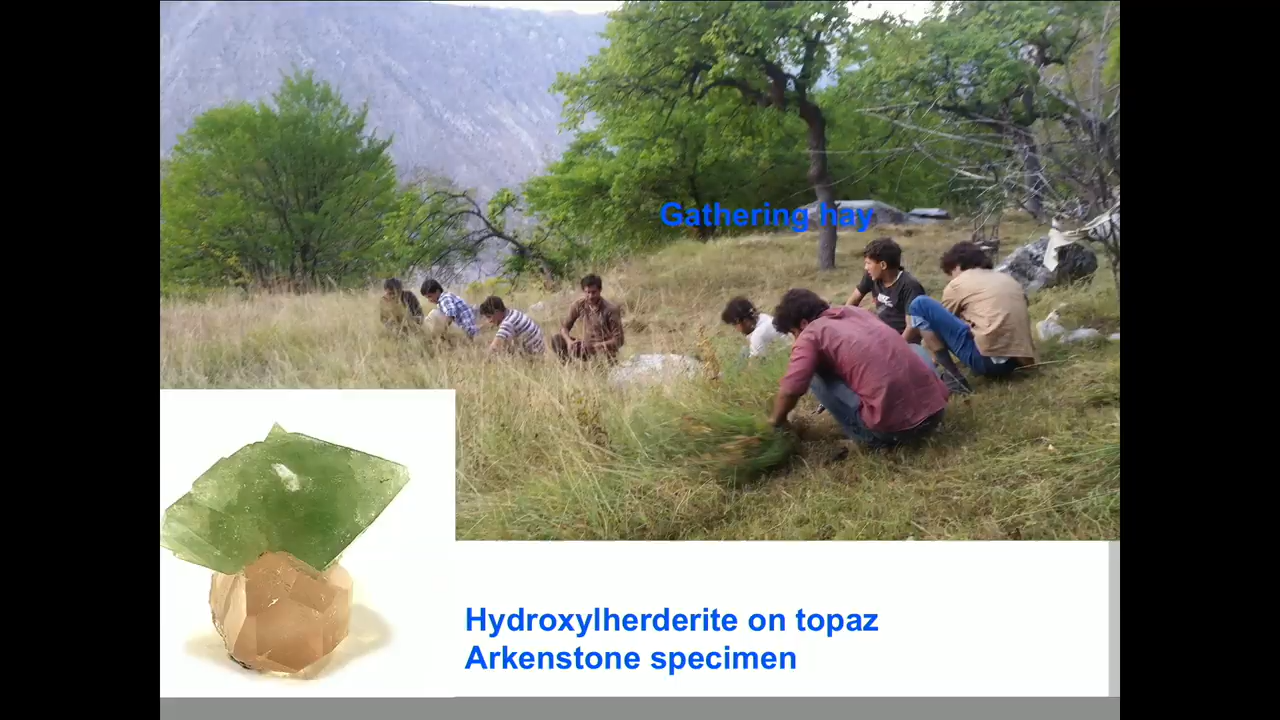 Gathering hay
Hydroxylherderite on topaz
Arkenstone specimen